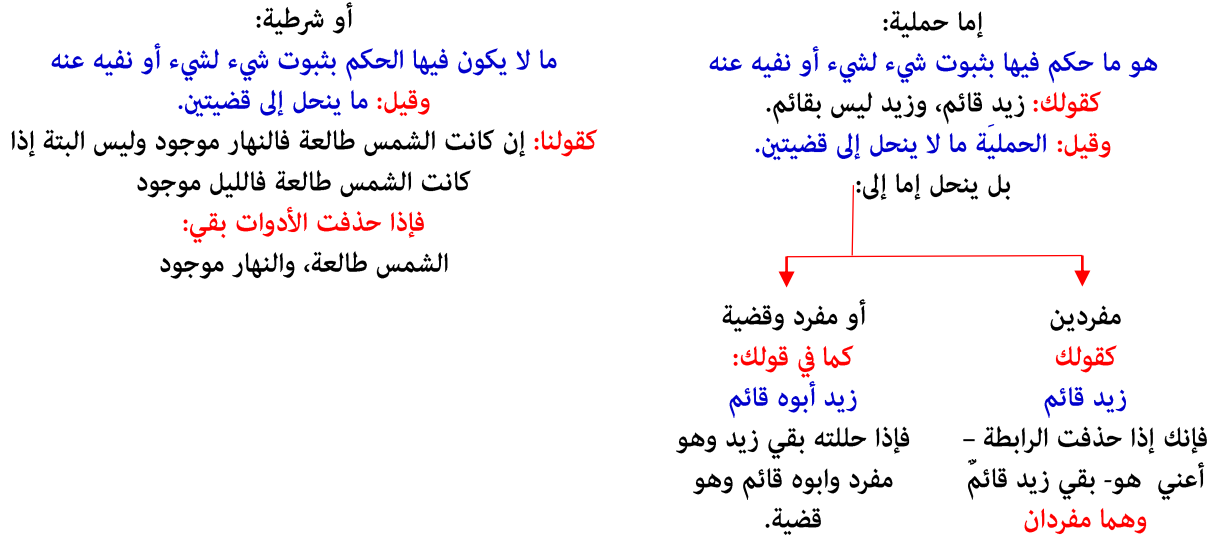 إما حملية:
هو ما حكم فيها بثبوت شيء لشيء أو نفيه عنه
كقولك: زيد قائم، وزيد ليس بقائم.
وقيل: الحمليَة ما لا ينحل إلى قضيتين.
بل ينحل إما إلى:
مفردين
كقولك
زيد قائم
فإنك إذا حذفت الرابطة –
أعني هو- بقي زيد قائمٌ
وهما مفردان
أو مفرد وقضية
كما في قولك:
زيد أبوه قائم
فإذا حللته بقي زيد وهو
مفرد وابوه قائم وهو
قضية.
أو شرطية:
ما لا يكون فيها الحكم بثبوت شيء لشيء أو نفيه عنه
وقيل: ما ينحل إلى قضيتين.
كقولنا: إن كانت الشمس طالعة فالنهار موجود وليس البتة إذا
كانت الشمس طالعة فالليل موجود
فإذا حذفت الأدوات بقي:
الشمس طالعة، والنهار موجود